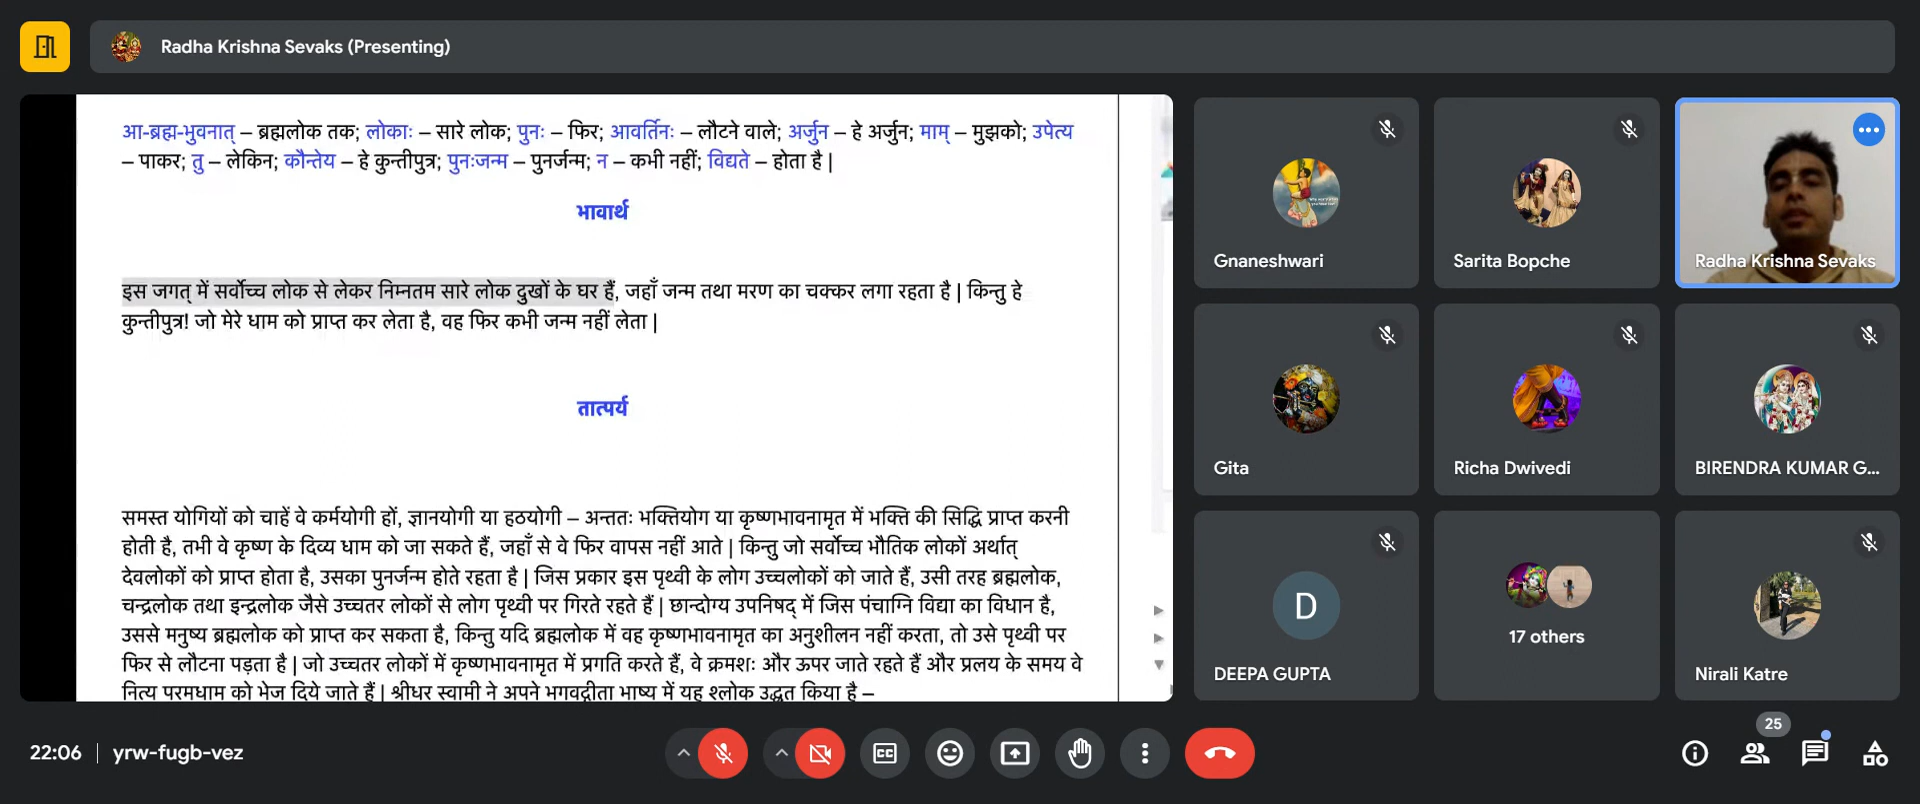 Radha Krishna Sevaks (Presenting)
आ-ब्रह्म-भुवनात् – ब्रह्मलोक तक; लोकाः – सारे लोक; पुनः – फिर; आवर्तिनः – लौटने वाले; अर्जुन – हे अर्जुन; माम् – मुझको; उपेत्य
– पाकर; तु – लेकिन; कौन्तेय – हे कुन्तीपुत्र; पुनःजन्म – पुनर्जन्म; न – कभी नहीं; विद्यते – होता है |
भावार्थ
इस जगत् में सर्वोच्च लोक से लेकर निम्नतम सारे लोक दुखों के घर हैं, जहाँ जन्म तथा मरण का चक्कर लगा रहता है | किन्तु हे
कुन्तीपुत्र! जो मेरे धाम को प्राप्त कर लेता है, वह फिर कभी जन्म नहीं लेता |
तात्पर्य
समस्त योगियों को चाहें वे कर्मयोगी हों, ज्ञानयोगी या हठयोगी – अन्ततः भक्तियोग या कृष्णभावनामृत में भक्ति की सिद्धि प्राप्त करनी
होती है, तभी वे कृष्ण के दिव्य धाम को जा सकते हैं, जहाँ से वे फिर वापस नहीं आते | किन्तु जो सर्वोच्च भौतिक लोकों अर्थात्
देवलोकों को प्राप्त होता है, उसका पुनर्जन्म होते रहता है | जिस प्रकार इस पृथ्वी के लोग उच्चलोकों को जाते हैं, उसी तरह ब्रह्मलोक,
चन्द्रलोक तथा इन्द्रलोक जैसे उच्चतर लोकों से लोग पृथ्वी पर गिरते रहते हैं | छान्दोग्य उपनिषद् में जिस पंचाग्नि विद्या का विधान है,
उससे मनुष्य ब्रह्मलोक को प्राप्त कर सकता है, किन्तु यदि ब्रह्मलोक में वह कृष्णभावनामृत का अनुशीलन नहीं करता, तो उसे पृथ्वी पर
फिर से लौटना पड़ता है | जो उच्चतर लोकों में कृष्णभावनामृत में प्रगति करते हैं, वे क्रमशः और ऊपर जाते रहते हैं और प्रलय के समय वे
नित्य परमधाम को भेज दिये जाते हैं | श्रीधर स्वामी ने अपने भगवद्गीता भाष्य में यह श्लोक उद्धृत किया है –
Gnaneshwari
Sarita Bopche
Radha Krishna Sevaks
Gita
Richa Dwivedi
BIRENDRA KUMAR G...
D
DEEPA GUPTA
17 others
Nirali Katre
22:06 | yrw-fugb-vez
CC
25